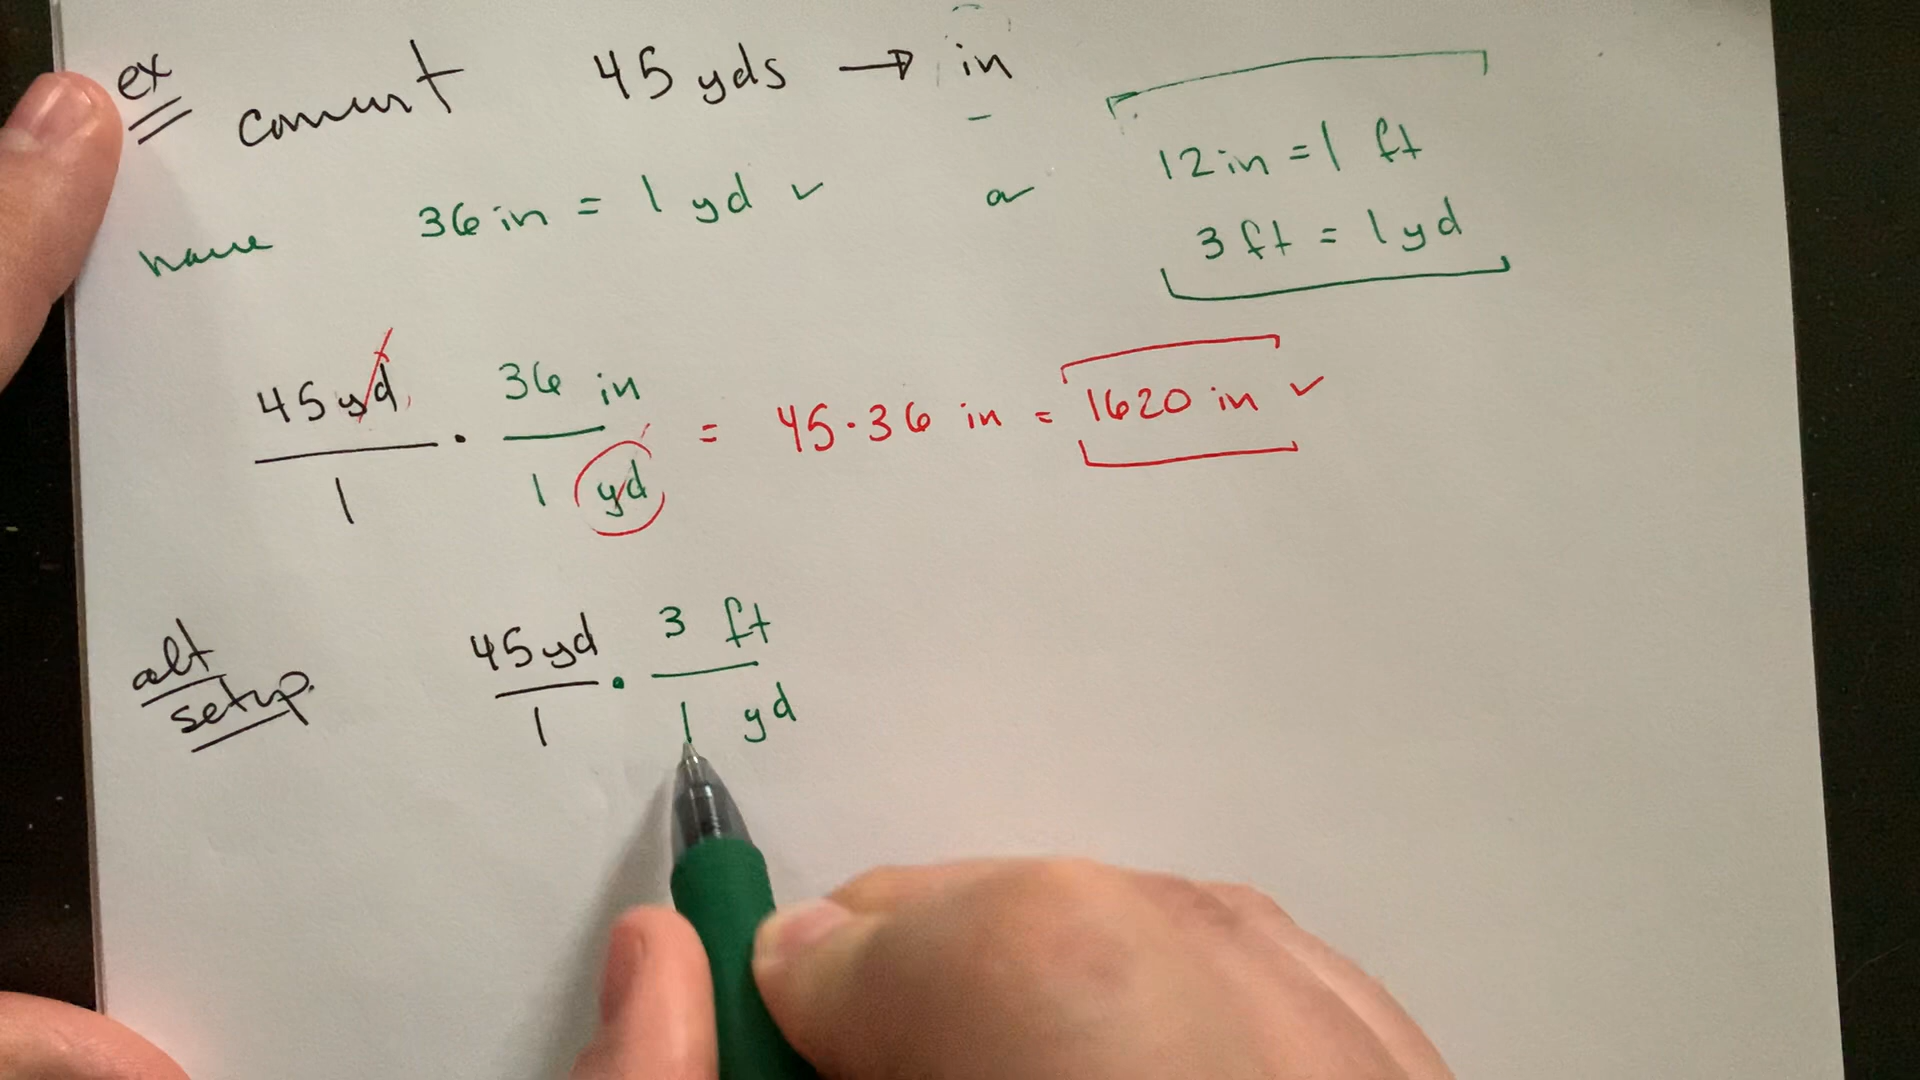 ex convert 45 yds → in
have 36 in = 1 yd ✓ or
12 in = 1 ft
3 ft = 1 yd
45 yd / 1 · 36 in / 1 yd = 45 · 36 in = 1620 in ✓
alt setup. 45 yd / 1 · 3 ft / 1 yd